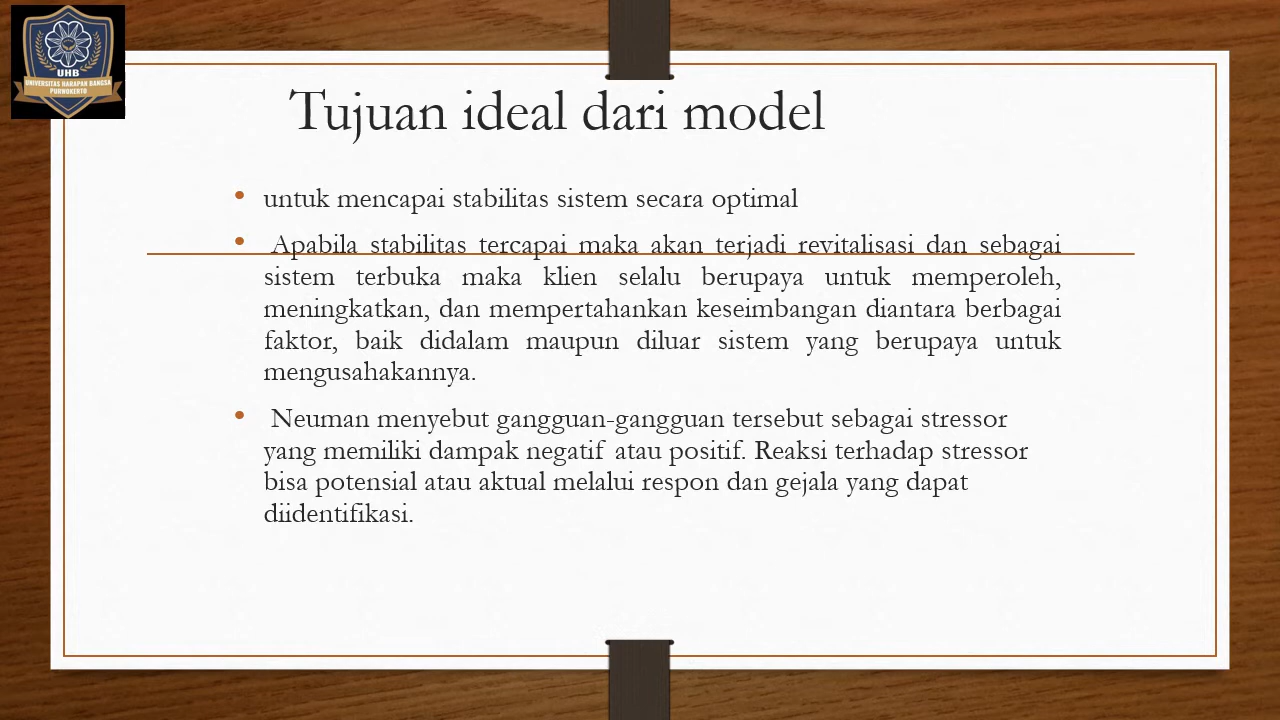 UHB
UNIVERSITAS HARAPAN BANGSA
PURWOKERTO
Tujuan ideal dari model
• untuk mencapai stabilitas sistem secara optimal
• Apabila stabilitas tercapai maka akan terjadi revitalisasi dan sebagai
sistem terbuka maka klien selalu berupaya untuk memperoleh,
meningkatkan, dan mempertahankan keseimbangan diantara berbagai
faktor, baik didalam maupun diluar sistem yang berupaya untuk
mengusahakannya.
• Neuman menyebut gangguan-gangguan tersebut sebagai stressor
yang memiliki dampak negatif atau positif. Reaksi terhadap stressor
bisa potensial atau aktual melalui respon dan gejala yang dapat
diidentifikasi.